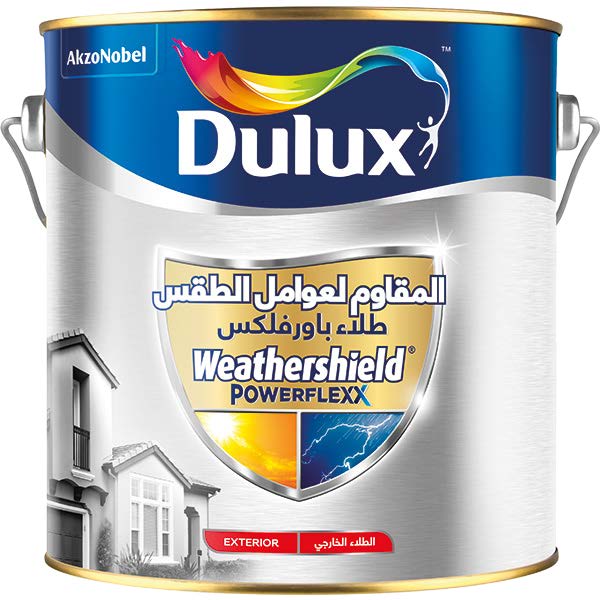 AkzoNobel
™
Dulux
المقاوم لعوامل الطقس
طلاء باورفلكس
Weathershield®
POWERFLEXX
EXTERIOR الطلاء الخارجي